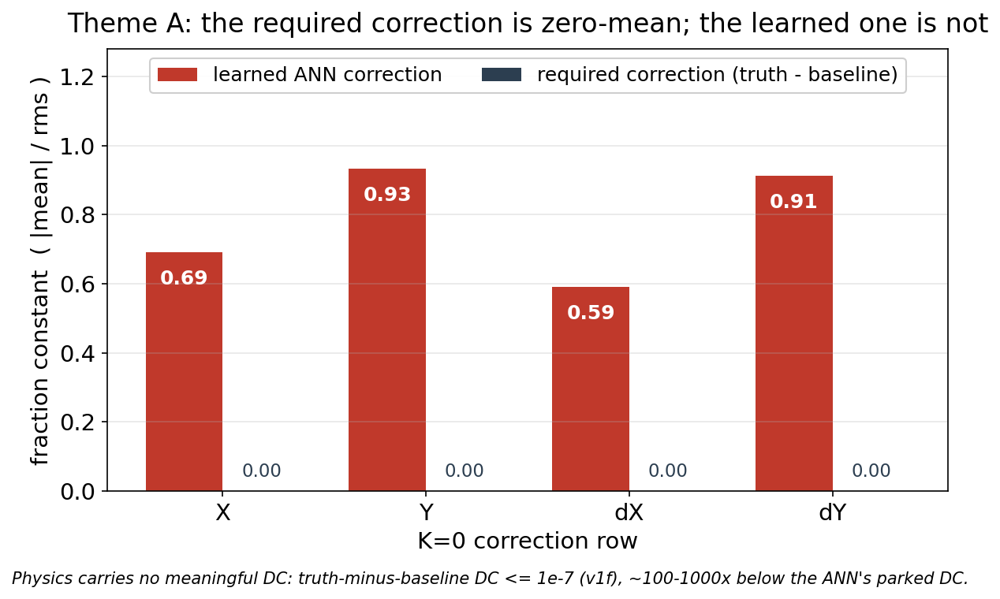 Theme A: the required correction is zero-mean; the learned one is not
learned ANN correction
required correction (truth - baseline)
fraction constant ( |mean| / rms )
1.2
1.0
0.8
0.6
0.4
0.2
0.0
0.69
0.00
0.93
0.00
0.59
0.00
0.91
0.00
X
Y
dX
dY
K=0 correction row
Physics carries no meaningful DC: truth-minus-baseline DC <= 1e-7 (v1f), ~100-1000x below the ANN's parked DC.